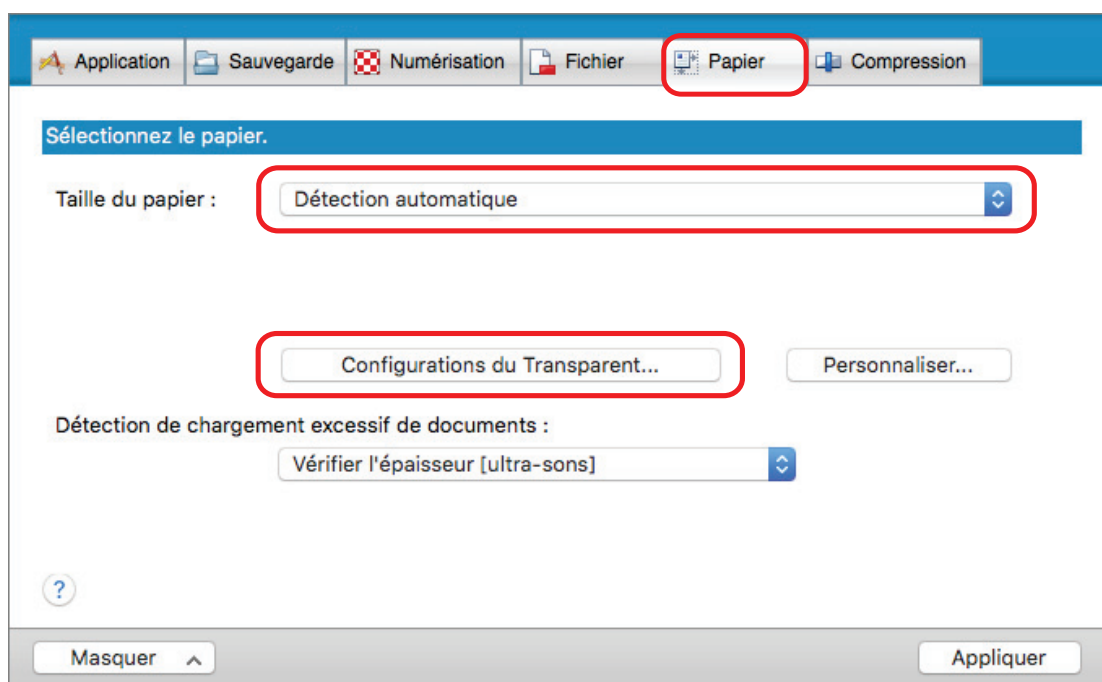 Application Sauvegarde Numérisation Fichier Papier Compression
Sélectionnez le papier.
Taille du papier : Détection automatique
Configurations du Transparent... Personnaliser...
Détection de chargement excessif de documents :
Vérifier l'épaisseur [ultra-sons]
?
Masquer Appliquer